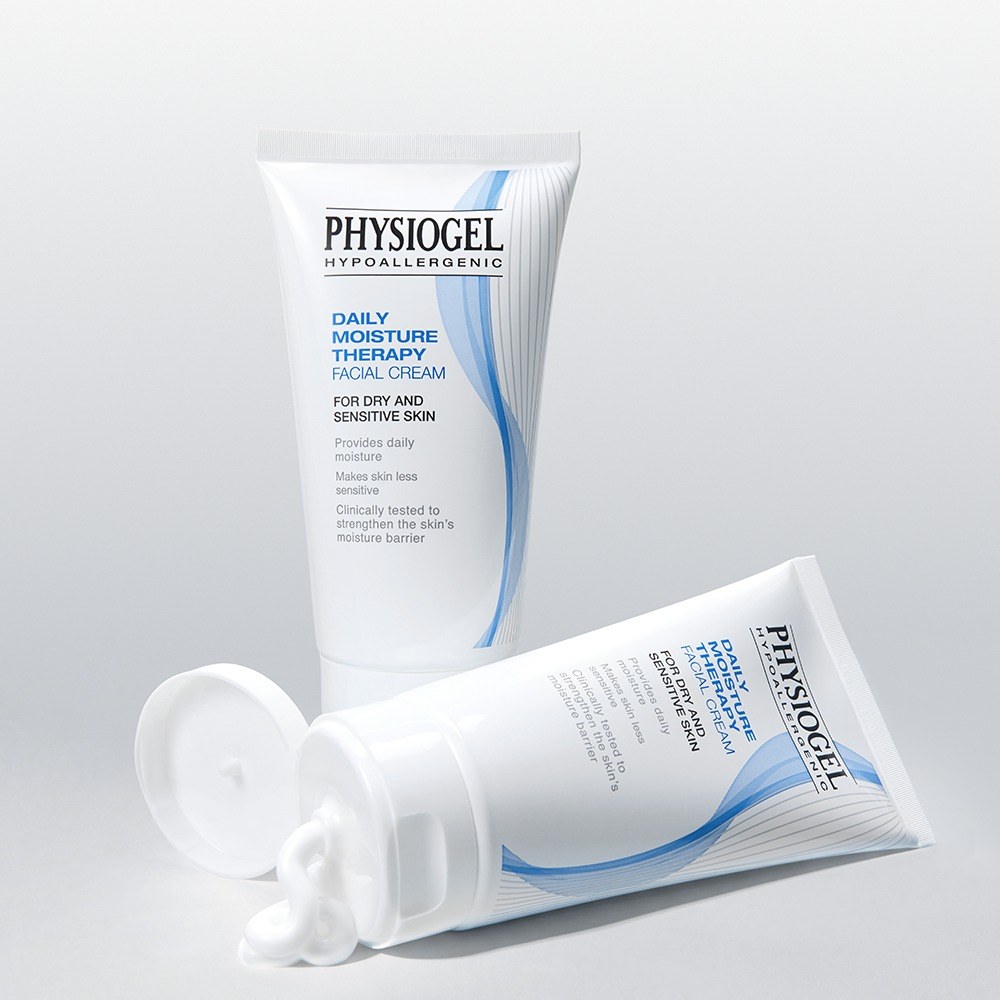 PHYSIOGEL
HYPOALLERGENIC
DAILY
MOISTURE
THERAPY
FACIAL CREAM
FOR DRY AND
SENSITIVE SKIN
Provides daily
moisture
Makes skin less
sensitive
Clinically tested to
strengthen the skin's
moisture barrier
PHYSIOGEL
HYPOALLERGENIC
DAILY
MOISTURE
THERAPY
FACIAL CREAM
FOR DRY AND
SENSITIVE SKIN
Provides daily
moisture
Makes skin less
sensitive
Clinically tested to
strengthen the skin's
moisture barrier